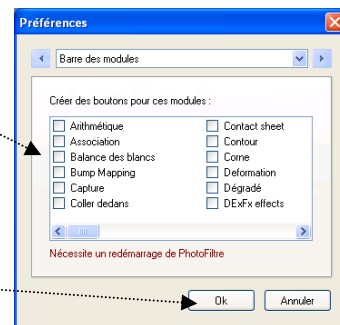 Préférences
Barre des modules
Créer des boutons pour ces modules :
Arithmétique
Association
Balance des blancs
Bump Mapping
Capture
Coller dedans
Contact sheet
Contour
Corne
Deformation
Dégradé
DExFx effects
Nécessite un redémarrage de PhotoFiltre
Ok
Annuler